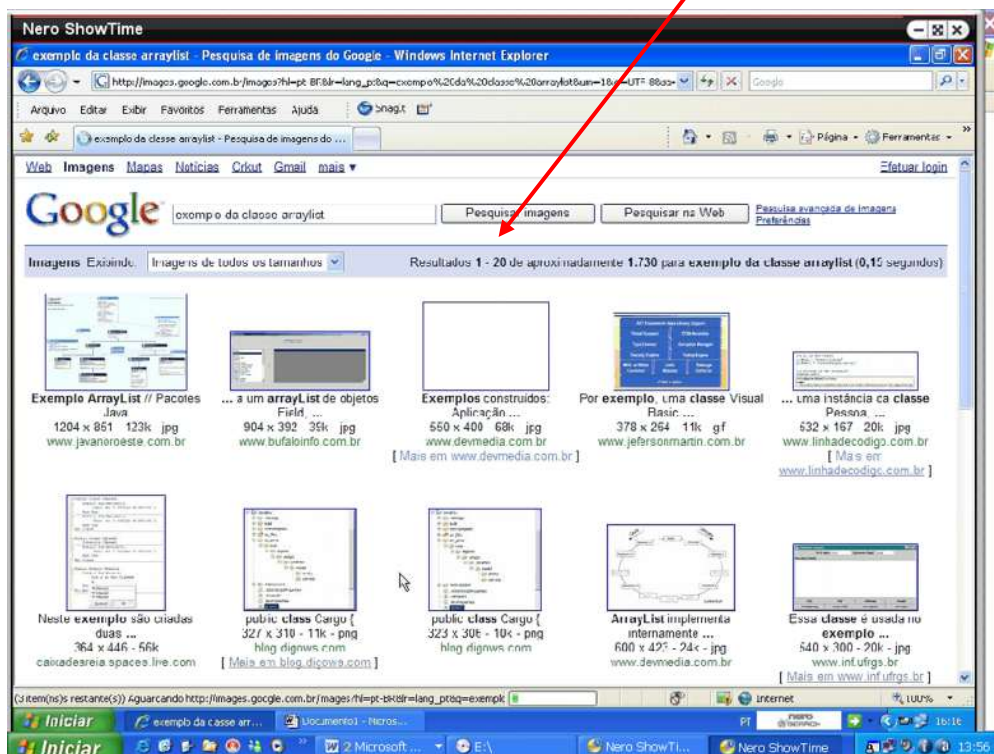 Nero ShowTime
exemplo da classe arraylist - Pesquisa de imagens do Google - Windows Internet Explorer
Google
Arquivo Editar Exibir Favoritos Ferramentas Ajuda Snagit
exemplo da classe arraylist - Pesquisa de imagens do ... Página Ferramentas
Web Imagens Mapas Notícias Orkut Gmail mais Efetuar login
Google exemplo da classe arraylist Pesquisar imagens Pesquisar na Web Pesquisa avançada de imagens
Preferências
Imagens Exibindo: Imagens de todos os tamanhos Resultados 1 - 20 de aproximadamente 1.730 para exemplo da classe arraylist (0,15 segundos)
Exemplo ArrayList // Pacotes Java
1204 x 851 123k jpg
www.javanoroeste.com.br
... a um arrayList de objetos Field, ...
904 x 392 39k jpg
www.bufaloinfo.com.br
Exemplos construídos: Aplicação ...
550 x 400 68k jpg
www.devmedia.com.br
[ Mais em www.devmedia.com.br ]
Por exemplo, uma classe Visual Basic ...
378 x 264 11k gif
www.jefersonmartin.com.br
... uma instância da classe Pessoa, ...
632 x 167 20k jpg
www.linhadecodigo.com.br
[ Mais em
www.linhadecodigo.com.br ]
Neste exemplo são criadas duas ...
364 x 446 - 56k
caixadeareia.spaces.live.com
public class Cargo {
327 x 310 - 11k - png
blog.digows.com
[ Mais em blog.digows.com ]
public class Cargo {
323 x 306 - 10k - png
blog.digows.com
ArrayList implementa internamente ...
600 x 423 - 24k - jpg
www.devmedia.com.br
Essa classe é usada no exemplo ...
540 x 300 - 20k - jpg
www.inf.ufrgs.br
[ Mais em www.inf.ufrgs.br ]
Internet 100%
Iniciar exemplo da classe arr... Documento1 - Micros... PT 16:16
Iniciar 2 Microsoft ... E:\ Nero ShowTi... Nero ShowTime 13:56